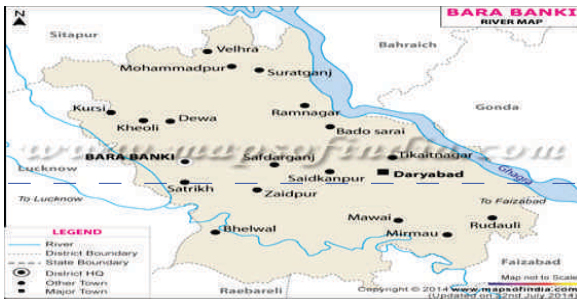 BARA BANKI
RIVER MAP
N
Sitapur
Bahraich
Velhra
Mohammadpur
Suratganj
Gonda
Kursi
Kheoli
Dewa
Ramnagar
Bado sarai
www.mapsofindia.com
Lucknow
BARA BANKI
Safdarganj
Tikaitnagar
Saidkanpur
Daryabad
Ghagra
Satrikh
Zaidpur
To Lucknow
To Faizabad
Mawai
Rudauli
Bhelwal
Mirmau
LEGEND
River
District Boundary
State Boundary
District HQ
Other Town
Major Town
Raebareli
Faizabad
Map not to Scale
Copyright © 2014 www.mapsofindia.com
(Updated on 22nd July 2014)